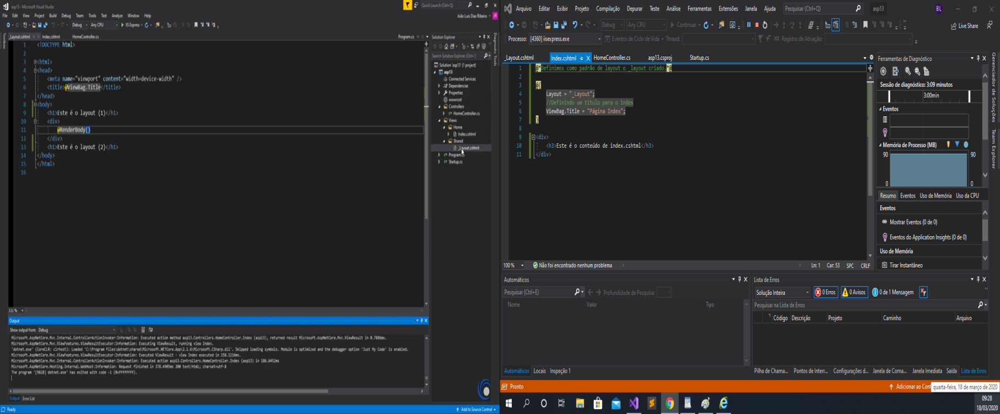 asp13 - Microsoft Visual Studio
Quick Launch (Ctrl+Q)
File Edit View Project Build Debug Team Tools Test Analyze Window Help
João Luís Dias Ribeiro
JR
Debug Any CPU IIS Express
_Layout.cshtml Index.cshtml HomeController.cs Program.cs
Toolbox
1 <!DOCTYPE html>
2
3 <html>
4 <head>
5 <meta name="viewport" content="width=device-width" />
6 <title>@ViewBag.Title</title>
7 </head>
8 <body>
9 <h1>Este é o layout (1)</h1>
10 <div>
11 @RenderBody()
12 </div>
13 <h1>Este é o layout (2)</h1>
14 </body>
15 </html>
16
111 %
Solution Explorer
Search Solution Explorer (Ctrl+')
Solution 'asp13' (1 project)
asp13
Connected Services
Dependencies
Properties
wwwroot
Controllers
HomeController.cs
Views
Home
Index.cshtml
Shared
_Layout.cshtml
Program.cs
Startup.cs
Diagnostic Tools
Output
Show output from: Debug
Microsoft.AspNetCore.Mvc.Internal.ControllerActionInvoker:Information: Executed action method asp13.Controllers.HomeController.Index (asp13), returned result Microsoft.AspNetCore.Mvc.ViewResult in 0.7886ms.
Microsoft.AspNetCore.Mvc.ViewFeatures.ViewResultExecutor:Information: Executing ViewResult, running view Index.
'dotnet.exe' (CoreCLR: clrhost): Loaded 'C:\Program Files\dotnet\shared\Microsoft.NETCore.App\2.1.6\Microsoft.CSharp.dll'. Skipped loading symbols. Module is optimized and the debugger option 'Just My Code' is enabled.
Microsoft.AspNetCore.Mvc.ViewFeatures.ViewResultExecutor:Information: Executed ViewResult - view Index executed in 158.1116ms.
Microsoft.AspNetCore.Mvc.Internal.ControllerActionInvoker:Information: Executed action asp13.Controllers.HomeController.Index (asp13) in 186.6452ms
Microsoft.AspNetCore.Hosting.Internal.WebHost:Information: Request finished in 378.4905ms 200 text/html; charset=utf-8
The program '[9828] dotnet.exe' has exited with code -1 (0xffffffff).
Output Error List
Ready
Add to Source Control
Arquivo Editar Exibir Projeto Compilação Depurar Teste Análise Ferramentas Extensões Janela Ajuda Pesquisar (Ctrl+Q) asp13 BL
Debug Any CPU Continuar Live Share
Processo: [4360] iisexpress.exe Eventos de Ciclo de Vida Thread: Registro de Ativação:
_Layout.cshtml Index.cshtml HomeController.cs asp13.csproj Startup.cs
1 @*Definimos como padrão de layout o _layout criado.*@
2
3 @{
4 Layout = "_Layout";
5 //Definindo um titulo para o index
6 ViewBag.Title = "Página Index";
7 }
8
9 <div>
10 <h3>Este é o conteúdo de index.cshtml</h3>
11 </div>
100 % Não foi encontrado nenhum problema Ln: 1 Car: 53 SPC CRLF
Ferramentas de Diagnóstico
Sessão de diagnóstico: 3:09 minutos
3:00min
Eventos
Memória de Processo (MB)
90 90
0 0
Resumo Eventos Uso de Memória Uso da CPU
Eventos
Mostrar Eventos (0 de 0)
Eventos do Application Insights (0 de 0)
Uso de Memória
Tirar Instantâneo
Gerenciador de Soluções
Team Explorer
Automáticos
Pesquisar (Ctrl+E) Profundidade de Pesquisa:
Nome Valor Tipo
Automáticos Locais Inspeção 1
Lista de Erros
Solução Inteira 0 Erros 0 Avisos 0 de 1 Mensagem
Pesquisar na Lista de Erros
Código Descrição Projeto Caminho Arquivo
Pilha de Chama... Pontos de Interr... Configurações d... Janela de Coma... Janela Imediata Saída Lista de Erros
Pronto
Adicionar ao Cont
quarta-feira, 18 de março de 2020
09:28
18/03/2020